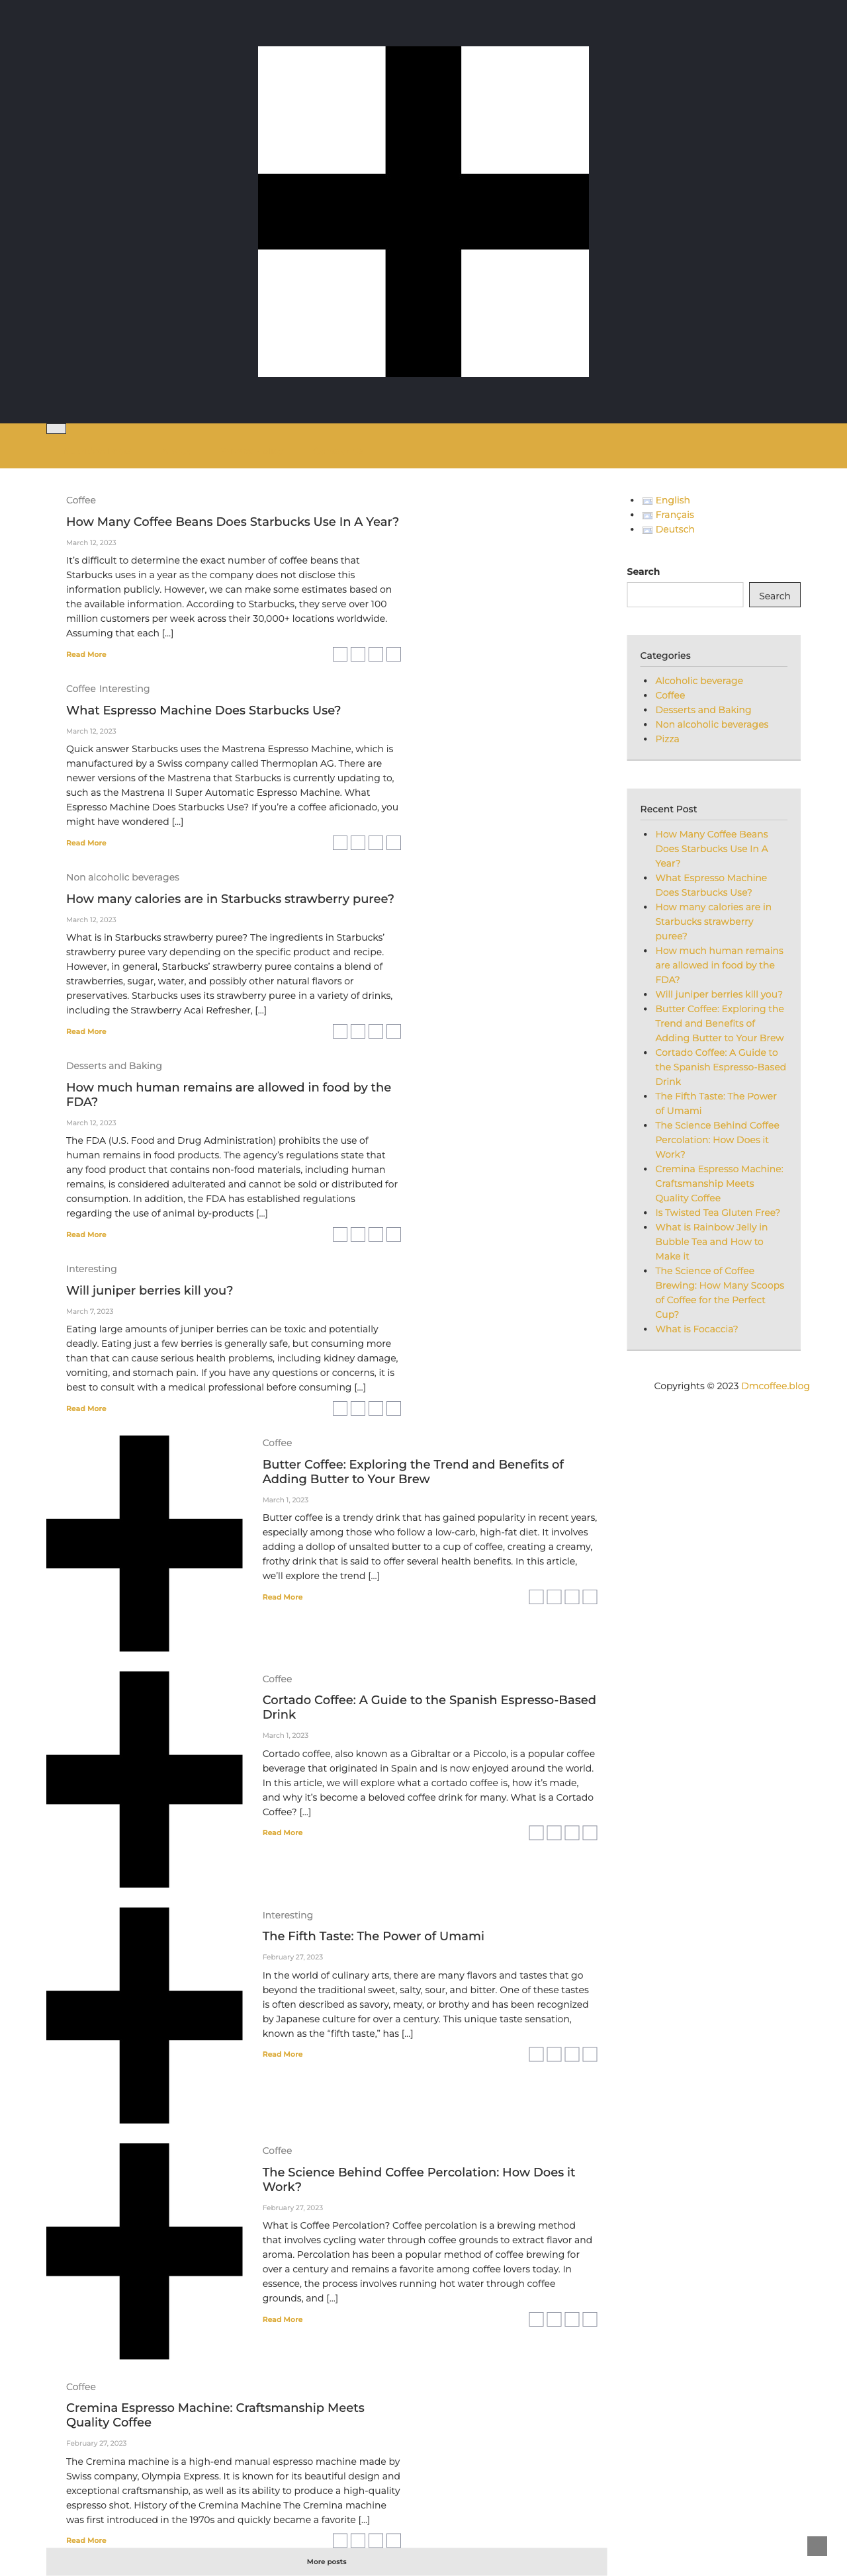 Coffee
How Many Coffee Beans Does Starbucks Use In A Year?
March 12, 2023
It’s difficult to determine the exact number of coffee beans that
Starbucks uses in a year as the company does not disclose this
information publicly. However, we can make some estimates based on
the available information. According to Starbucks, they serve over 100
million customers per week across their 30,000+ locations worldwide.
Assuming that each [...]
Read More
Coffee Interesting
What Espresso Machine Does Starbucks Use?
March 12, 2023
Quick answer Starbucks uses the Mastrena Espresso Machine, which is
manufactured by a Swiss company called Thermoplan AG. There are
newer versions of the Mastrena that Starbucks is currently updating to,
such as the Mastrena II Super Automatic Espresso Machine. What
Espresso Machine Does Starbucks Use? If you’re a coffee aficionado, you
might have wondered [...]
Read More
Non alcoholic beverages
How many calories are in Starbucks strawberry puree?
March 12, 2023
What is in Starbucks strawberry puree? The ingredients in Starbucks’
strawberry puree vary depending on the specific product and recipe.
However, in general, Starbucks’ strawberry puree contains a blend of
strawberries, sugar, water, and possibly other natural flavors or
preservatives. Starbucks uses its strawberry puree in a variety of drinks,
including the Strawberry Acai Refresher, [...]
Read More
Desserts and Baking
How much human remains are allowed in food by the
FDA?
March 12, 2023
The FDA (U.S. Food and Drug Administration) prohibits the use of
human remains in food products. The agency’s regulations state that
any food product that contains non-food materials, including human
remains, is considered adulterated and cannot be sold or distributed for
consumption. In addition, the FDA has established regulations
regarding the use of animal by-products [...]
Read More
Interesting
Will juniper berries kill you?
March 7, 2023
Eating large amounts of juniper berries can be toxic and potentially
deadly. Eating just a few berries is generally safe, but consuming more
than that can cause serious health problems, including kidney damage,
vomiting, and stomach pain. If you have any questions or concerns, it is
best to consult with a medical professional before consuming [...]
Read More
Coffee
Butter Coffee: Exploring the Trend and Benefits of
Adding Butter to Your Brew
March 1, 2023
Butter coffee is a trendy drink that has gained popularity in recent years,
especially among those who follow a low-carb, high-fat diet. It involves
adding a dollop of unsalted butter to a cup of coffee, creating a creamy,
frothy drink that is said to offer several health benefits. In this article,
we’ll explore the trend [...]
Read More
Coffee
Cortado Coffee: A Guide to the Spanish Espresso-Based
Drink
March 1, 2023
Cortado coffee, also known as a Gibraltar or a Piccolo, is a popular coffee
beverage that originated in Spain and is now enjoyed around the world.
In this article, we will explore what a cortado coffee is, how it’s made,
and why it’s become a beloved coffee drink for many. What is a Cortado
Coffee? [...]
Read More
Interesting
The Fifth Taste: The Power of Umami
February 27, 2023
In the world of culinary arts, there are many flavors and tastes that go
beyond the traditional sweet, salty, sour, and bitter. One of these tastes
is often described as savory, meaty, or brothy and has been recognized
by Japanese culture for over a century. This unique taste sensation,
known as the “fifth taste,” has [...]
Read More
Coffee
The Science Behind Coffee Percolation: How Does it
Work?
February 27, 2023
What is Coffee Percolation? Coffee percolation is a brewing method
that involves cycling water through coffee grounds to extract flavor and
aroma. Percolation has been a popular method of coffee brewing for
over a century and remains a favorite among coffee lovers today. In
essence, the process involves running hot water through coffee
grounds, and [...]
Read More
Coffee
Cremina Espresso Machine: Craftsmanship Meets
Quality Coffee
February 27, 2023
The Cremina machine is a high-end manual espresso machine made by
Swiss company, Olympia Express. It is known for its beautiful design and
exceptional craftsmanship, as well as its ability to produce a high-quality
espresso shot. History of the Cremina Machine The Cremina machine
was first introduced in the 1970s and quickly became a favorite [...]
Read More
More posts
English
Français
Deutsch
Search
Search
Categories
Alcoholic beverage
Coffee
Desserts and Baking
Non alcoholic beverages
Pizza
Recent Post
How Many Coffee Beans
Does Starbucks Use In A
Year?
What Espresso Machine
Does Starbucks Use?
How many calories are in
Starbucks strawberry
puree?
How much human remains
are allowed in food by the
FDA?
Will juniper berries kill you?
Butter Coffee: Exploring the
Trend and Benefits of
Adding Butter to Your Brew
Cortado Coffee: A Guide to
the Spanish Espresso-Based
Drink
The Fifth Taste: The Power
of Umami
The Science Behind Coffee
Percolation: How Does it
Work?
Cremina Espresso Machine:
Craftsmanship Meets
Quality Coffee
Is Twisted Tea Gluten Free?
What is Rainbow Jelly in
Bubble Tea and How to
Make it
The Science of Coffee
Brewing: How Many Scoops
of Coffee for the Perfect
Cup?
What is Focaccia?
Copyrights © 2023 Dmcoffee.blog